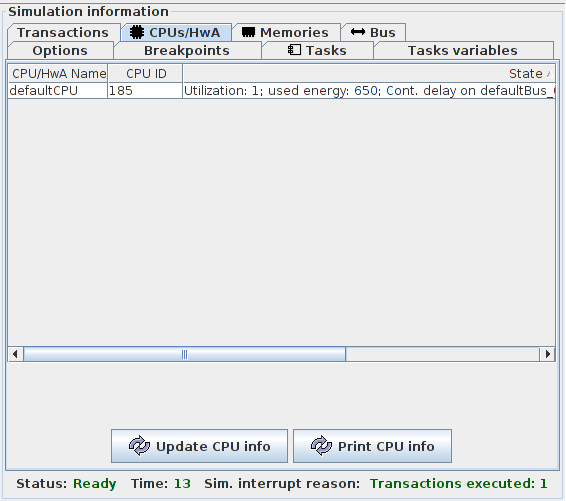 Simulation information
Transactions CPUs/HwA Memories Bus
Options Breakpoints Tasks Tasks variables
CPU/HwA Name CPU ID State
defaultCPU 185 Utilization: 1; used energy: 650; Cont. delay on defaultBus_
Update CPU info Print CPU info
Status: Ready Time: 13 Sim. interrupt reason: Transactions executed: 1